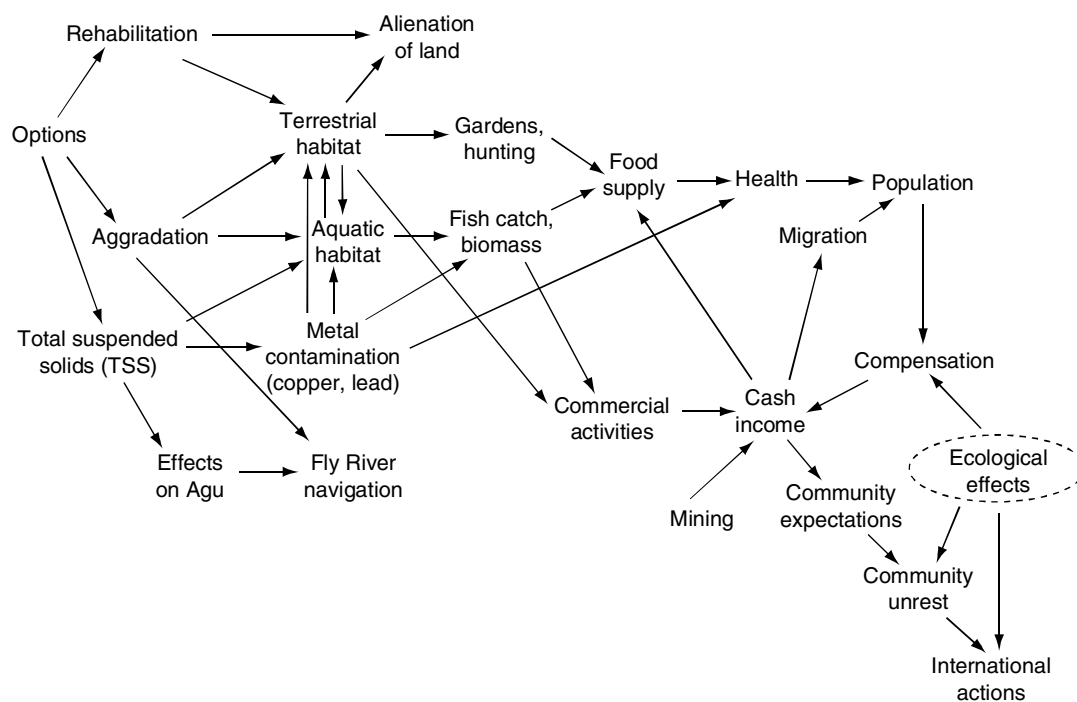 Rehabilitation
Alienation
of land
Options
Terrestrial
habitat
Gardens,
hunting
Food
supply
Health
Population
Aggradation
Aquatic
habitat
Fish catch,
biomass
Migration
Total suspended
solids (TSS)
Metal
contamination
(copper, lead)
Compensation
Commercial
activities
Cash
income
Effects
on Agu
Fly River
navigation
Ecological
effects
Mining
Community
expectations
Community
unrest
International
actions